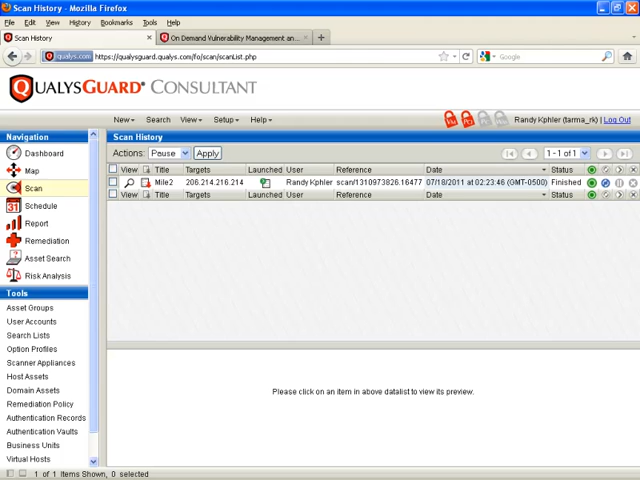 Scan History - Mozilla Firefox
File Edit View History Bookmarks Tools Help
Scan History
On Demand Vulnerability Management an...
qualys.com https://qualysguard.qualys.com/fo/scan/scanList.php
Google
QUALYSGUARD® CONSULTANT
New Search View Setup Help
Randy Kphler (tarma_rk) Log Out
Navigation
Dashboard
Map
Scan
Schedule
Report
Remediation
Asset Search
Risk Analysis
Tools
Asset Groups
User Accounts
Search Lists
Option Profiles
Scanner Appliances
Host Assets
Domain Assets
Remediation Policy
Authentication Records
Authentication Vaults
Business Units
Virtual Hosts
Scan History
Actions: Pause Apply
1 - 1 of 1
View Title Targets Launched User Reference Date Status
Mile2 206.214.216.214 Randy Kphler scan/1310973826.16477 07/18/2011 at 02:23:46 (GMT-0500) Finished
View Title Targets Launched User Reference Date Status
Please click on an item in above datalist to view its preview.
1 of 1 Items Shown, 0 selected